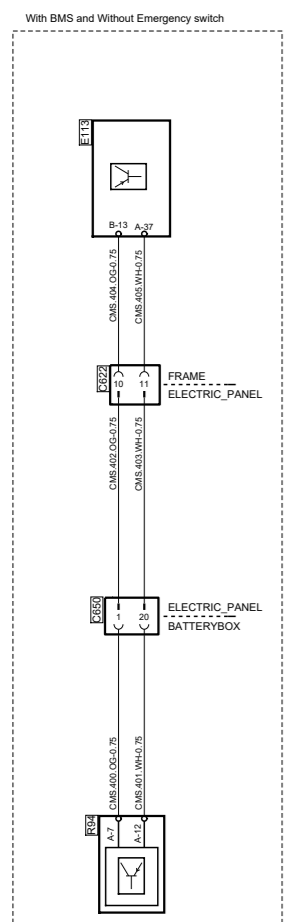 With BMS and Without Emergency switch
E113
B-13 A-37
CMS.404.OG-0.75
CMS.405.WH-0.75
C622
10 11
FRAME
ELECTRIC_PANEL
CMS.402.OG-0.75
CMS.403.WH-0.75
C650
1 20
ELECTRIC_PANEL
BATTERYBOX
CMS.400.OG-0.75
CMS.401.WH-0.75
R94
A-7
A-12